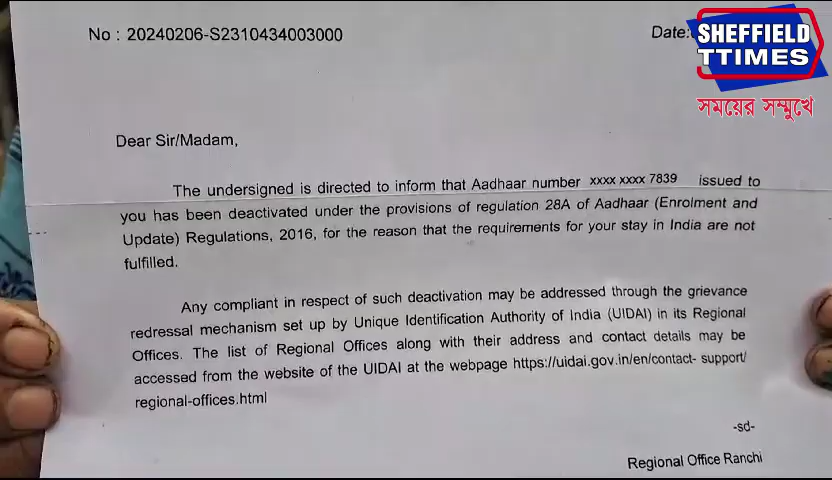 No : 20240206-S2310434003000
Date:
SHEFFIELD
TTIMES
সময়ের সম্মুখে
Dear Sir/Madam,
The undersigned is directed to inform that Aadhaar number xxxx xxxx 7839 issued to
you has been deactivated under the provisions of regulation 28A of Aadhaar (Enrolment and
Update) Regulations, 2016, for the reason that the requirements for your stay in India are not
fulfilled.
Any compliant in respect of such deactivation may be addressed through the grievance
redressal mechanism set up by Unique Identification Authority of India (UIDAI) in its Regional
Offices. The list of Regional Offices along with their address and contact details may be
accessed from the website of the UIDAI at the webpage https://uidai.gov.in/en/contact- support/
regional-offices.html
-sd-
Regional Office Ranchi